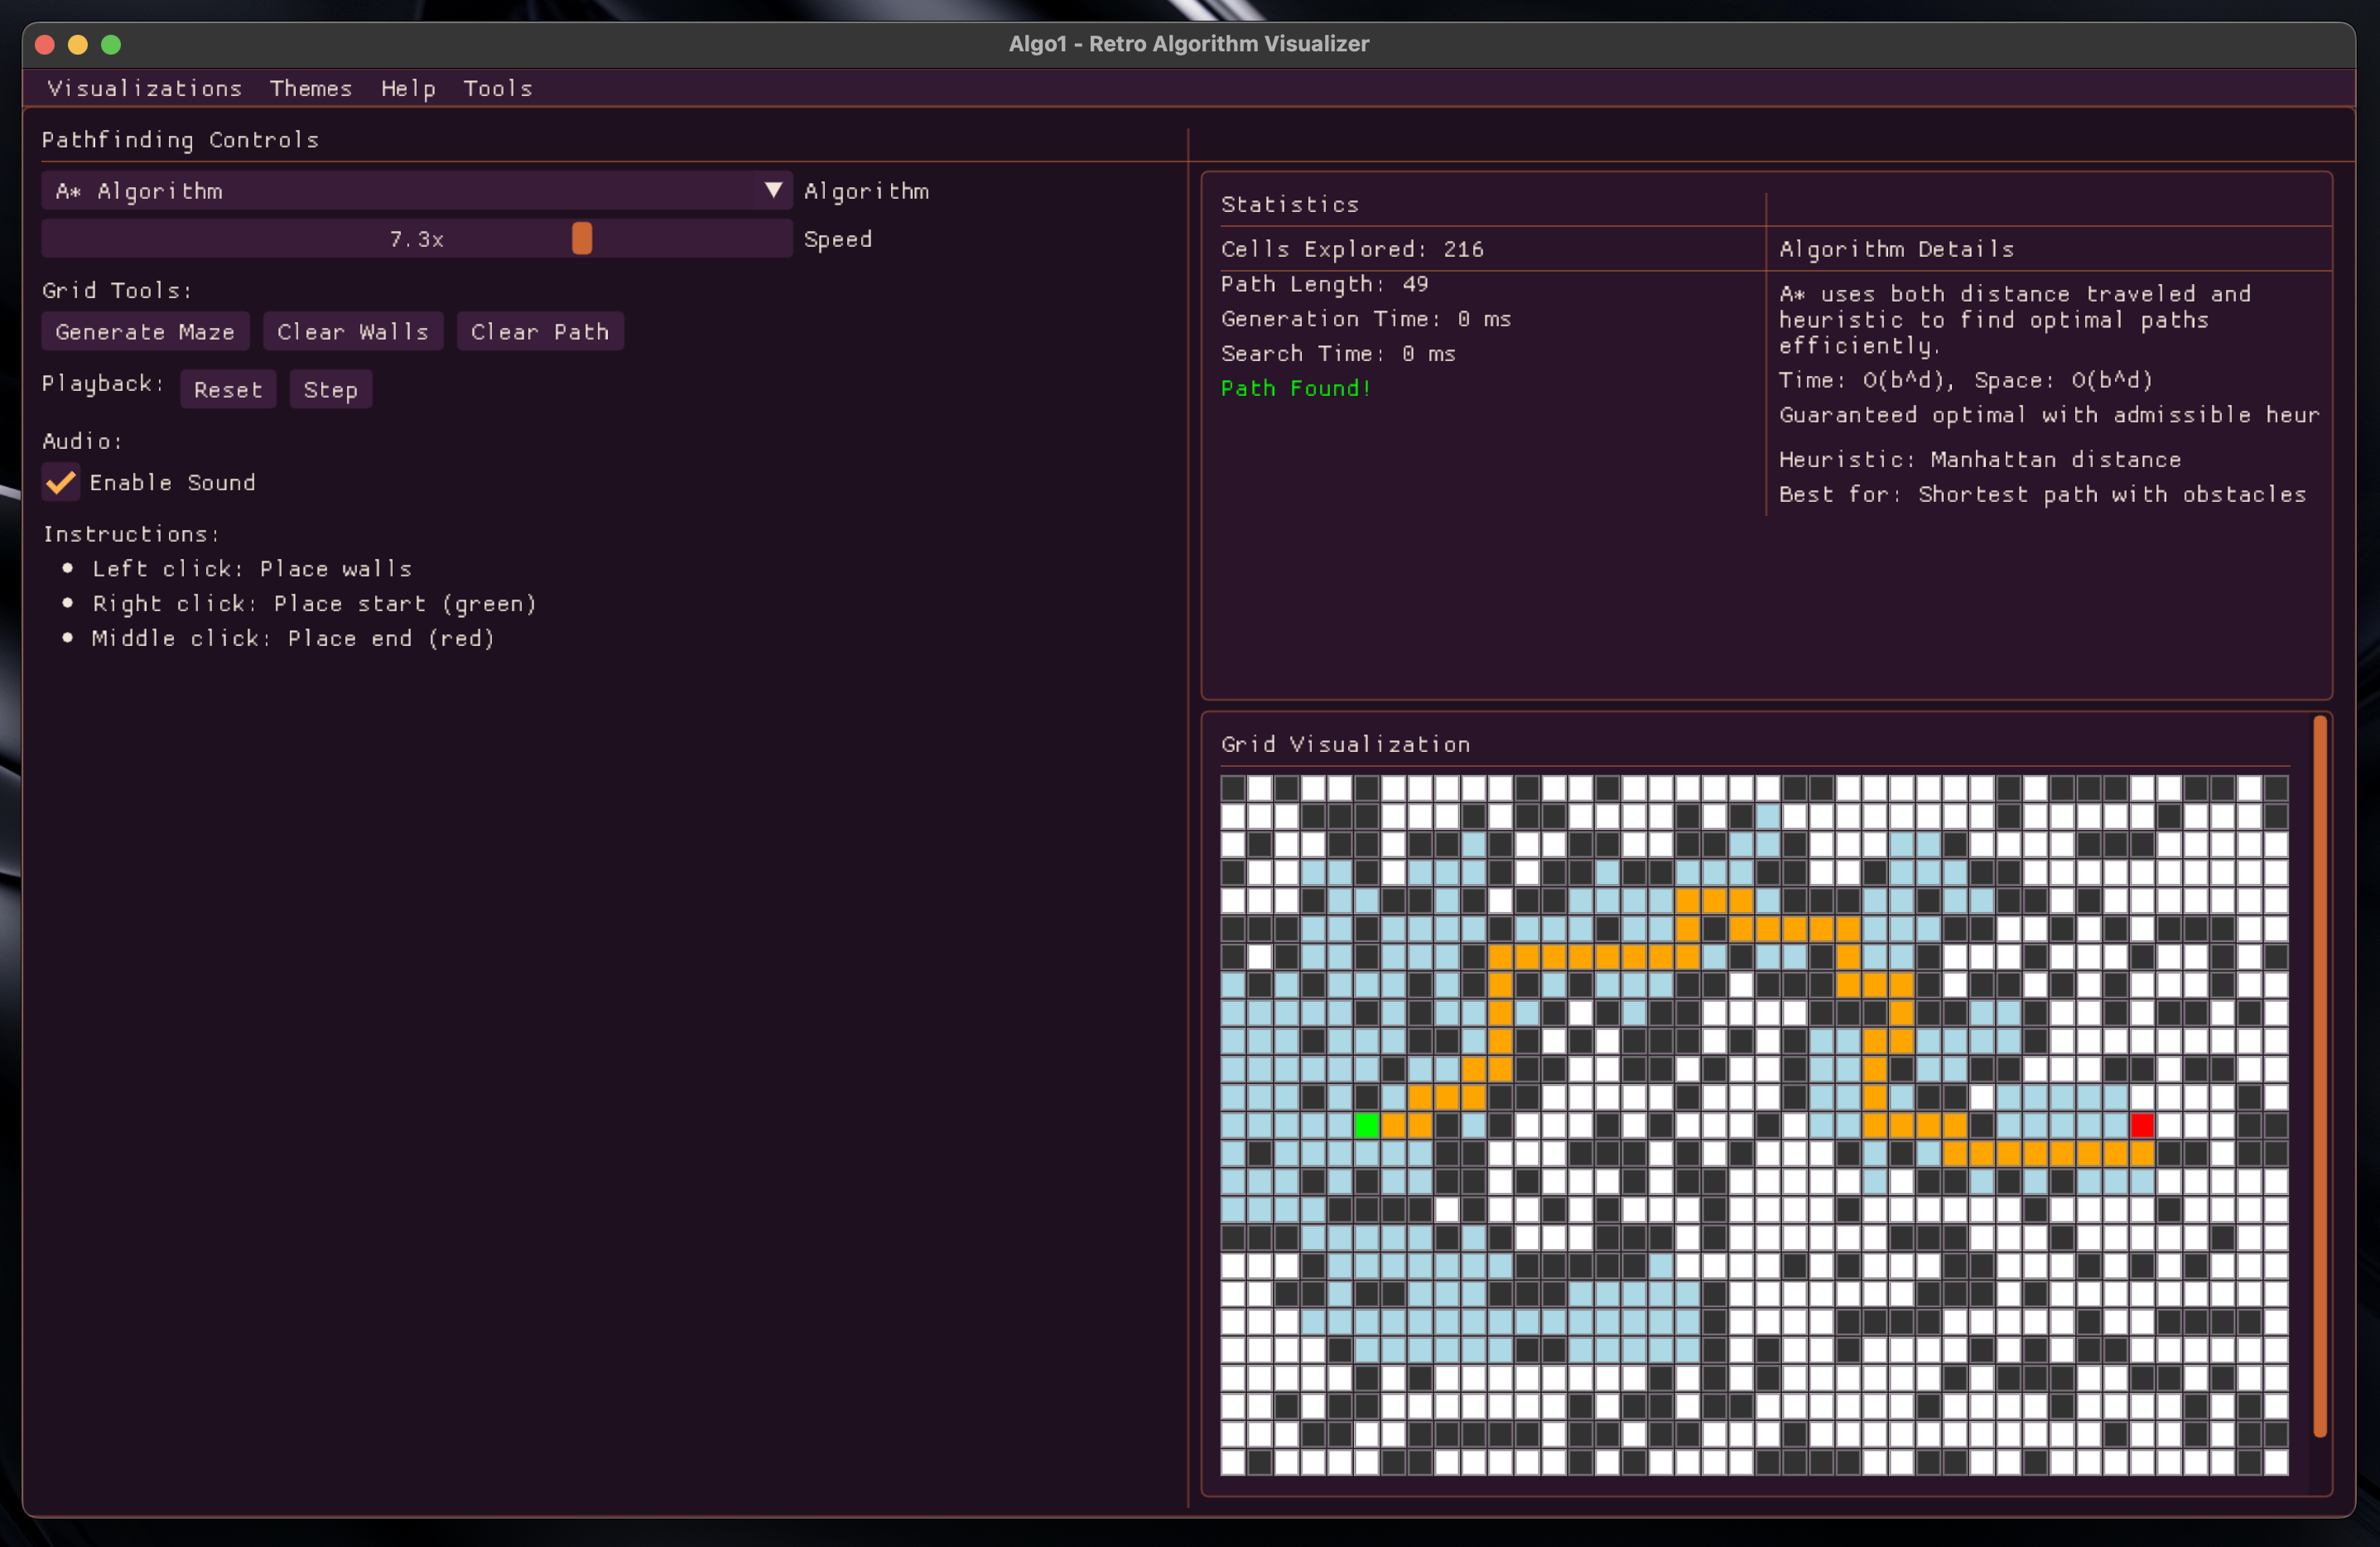 Algo1 - Retro Algorithm Visualizer
Visualizations Themes Help Tools
Pathfinding Controls
A* Algorithm
Algorithm
7.3x
Speed
Grid Tools:
Generate Maze Clear Walls Clear Path
Playback: Reset Step
Audio:
Enable Sound
Instructions:
Left click: Place walls
Right click: Place start (green)
Middle click: Place end (red)
Statistics
Cells Explored: 216
Path Length: 49
Generation Time: 0 ms
Search Time: 0 ms
Path Found!
Algorithm Details
A* uses both distance traveled and
heuristic to find optimal paths
efficiently.
Time: O(b^d), Space: O(b^d)
Guaranteed optimal with admissible heur
Heuristic: Manhattan distance
Best for: Shortest path with obstacles
Grid Visualization